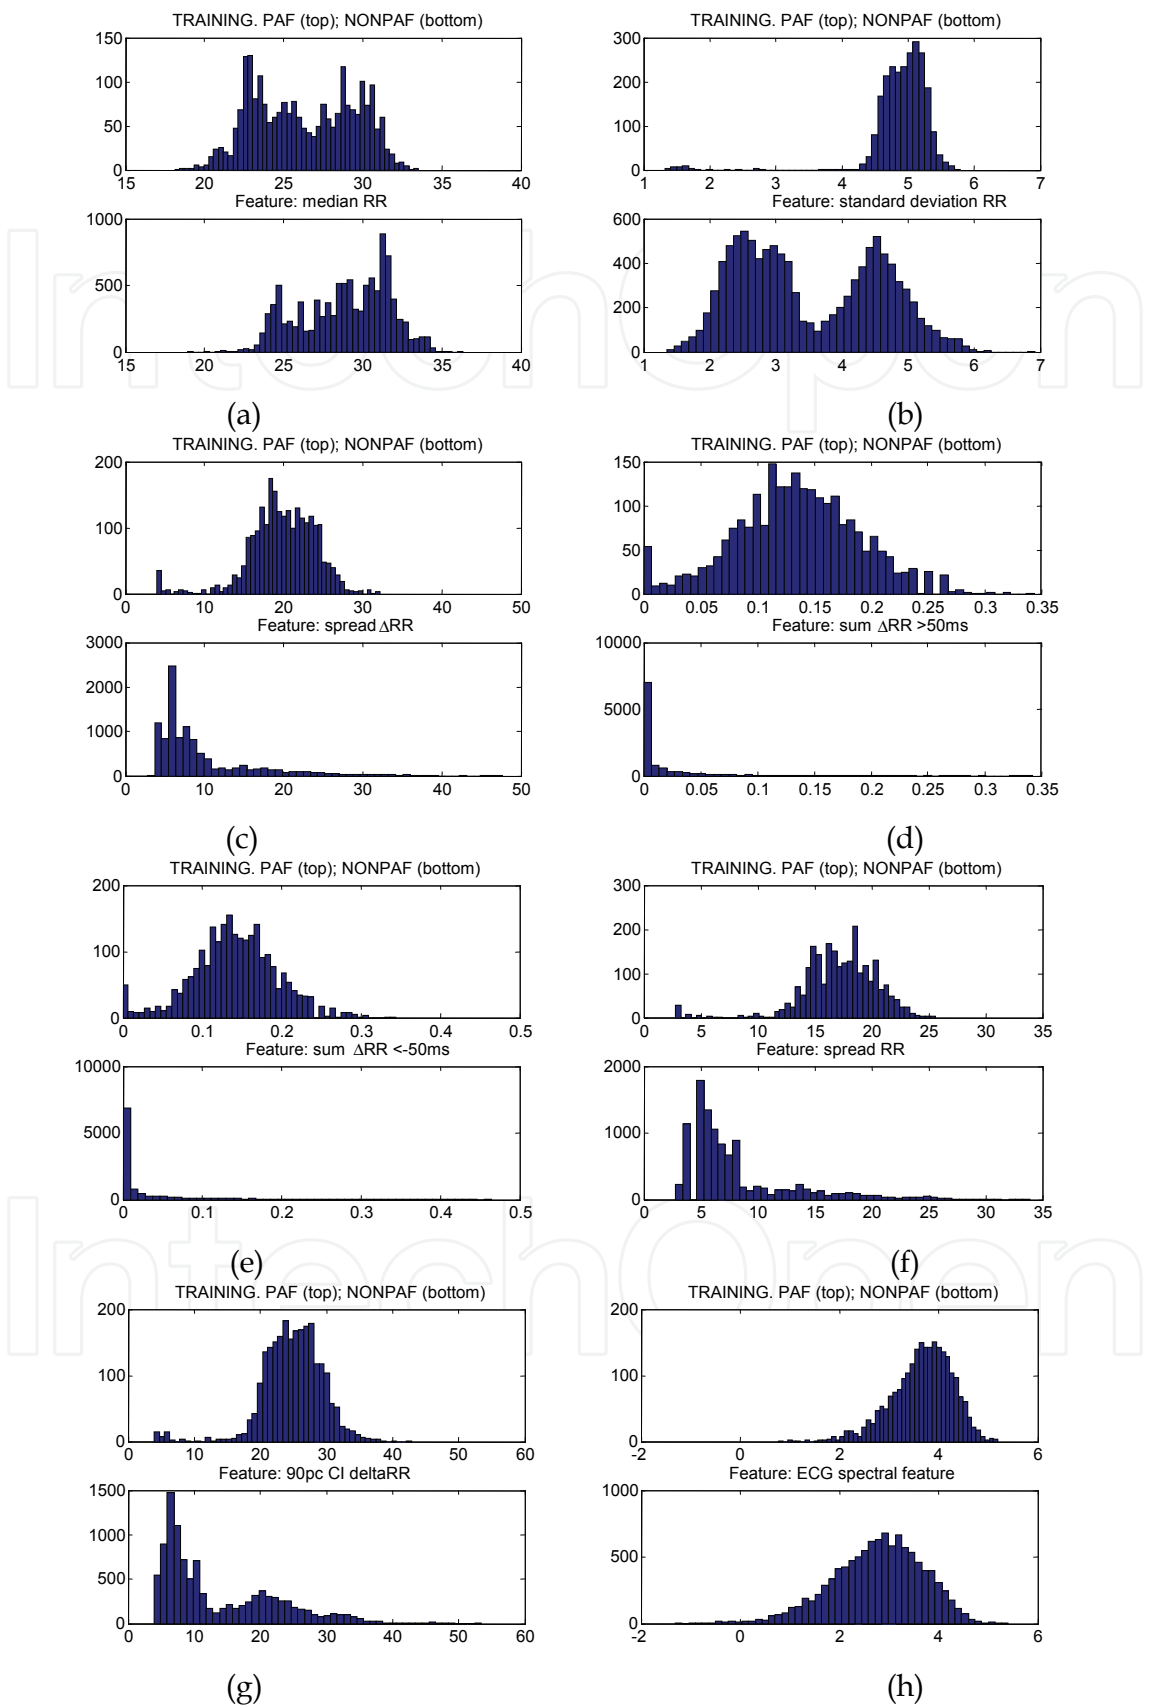 TRAINING. PAF (top); NONPAF (bottom)
150
100
50
0
15 20 25 30 35 40
Feature: median RR
1000
500
0
15 20 25 30 35 40
(a)
TRAINING. PAF (top); NONPAF (bottom)
300
200
100
0
1 2 3 4 5 6 7
Feature: standard deviation RR
600
400
200
0
1 2 3 4 5 6 7
(b)
TRAINING. PAF (top); NONPAF (bottom)
200
100
0
0 10 20 30 40 50
Feature: spread ΔRR
3000
2000
1000
0
0 10 20 30 40 50
(c)
TRAINING. PAF (top); NONPAF (bottom)
150
100
50
0
0 0.05 0.1 0.15 0.2 0.25 0.3 0.35
Feature: sum ΔRR >50ms
10000
5000
0
0 0.05 0.1 0.15 0.2 0.25 0.3 0.35
(d)
TRAINING. PAF (top); NONPAF (bottom)
200
100
0
0 0.1 0.2 0.3 0.4 0.5
Feature: sum ΔRR <-50ms
10000
5000
0
0 0.1 0.2 0.3 0.4 0.5
(e)
TRAINING. PAF (top); NONPAF (bottom)
300
200
100
0
0 5 10 15 20 25 30 35
Feature: spread RR
2000
1000
0
0 5 10 15 20 25 30 35
(f)
TRAINING. PAF (top); NONPAF (bottom)
200
100
0
0 10 20 30 40 50 60
Feature: 90pc CI deltaRR
1500
1000
500
0
0 10 20 30 40 50 60
(g)
TRAINING. PAF (top); NONPAF (bottom)
200
100
0
-2 0 2 4 6
Feature: ECG spectral feature
1000
500
0
-2 0 2 4 6
(h)
IntechOpen
IntechOpen